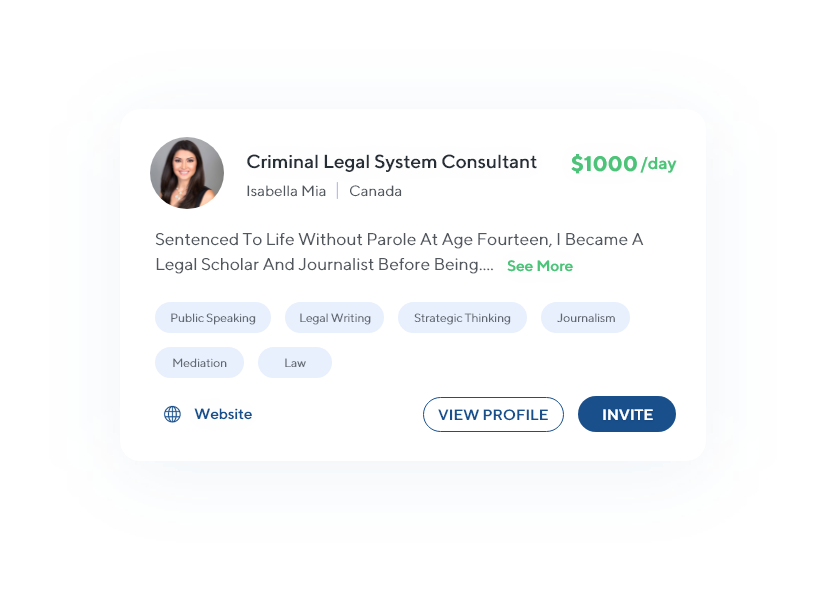 Criminal Legal System Consultant $1000/day
Isabella Mia | Canada
Sentenced To Life Without Parole At Age Fourteen, I Became A
Legal Scholar And Journalist Before Being.... See More
Public Speaking Legal Writing Strategic Thinking Journalism
Mediation Law
Website VIEW PROFILE INVITE